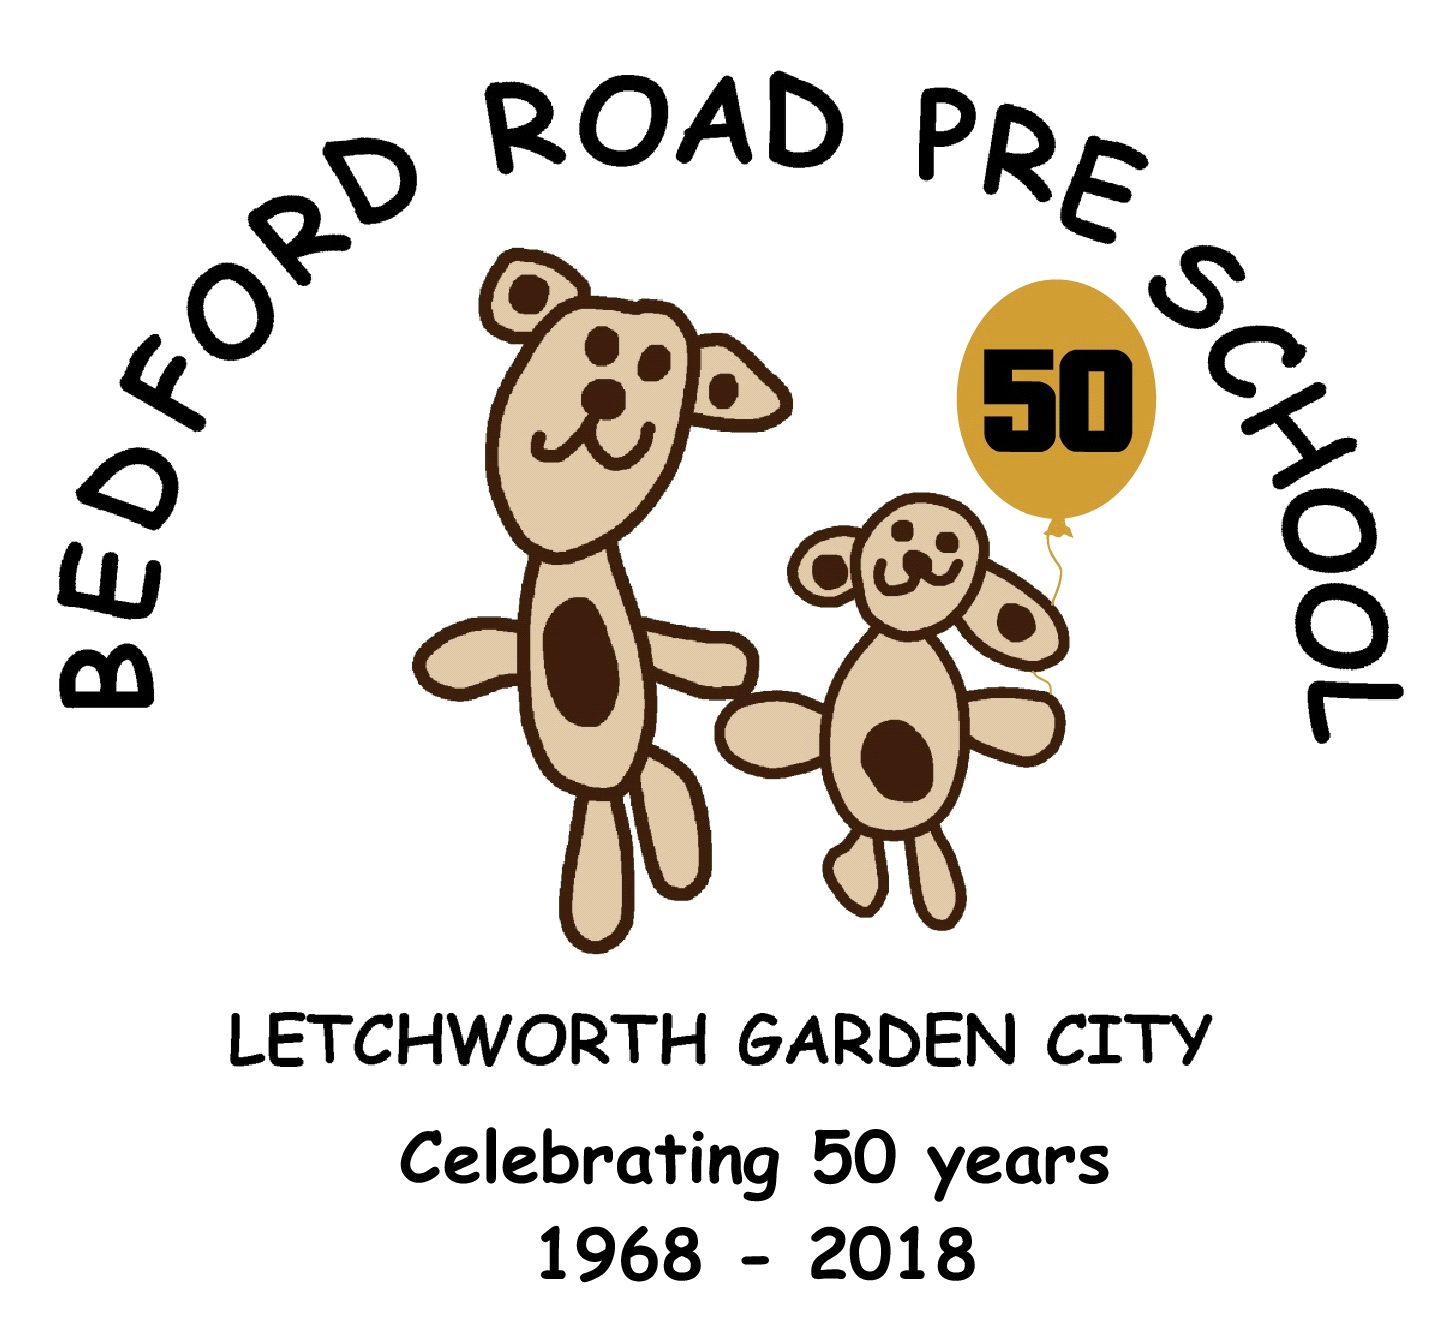 BEDFORD ROAD PRE SCHOOL
50
LETCHWORTH GARDEN CITY
Celebrating 50 years
1968 - 2018